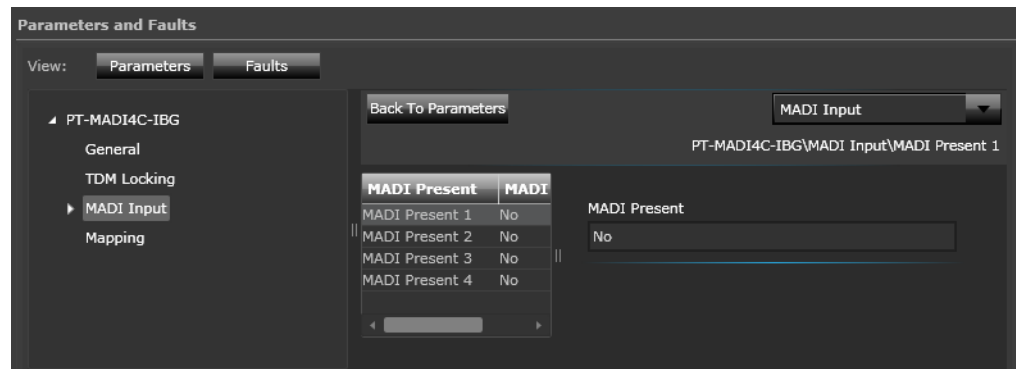 Parameters and Faults
View: Parameters Faults
PT-MADI4C-IBG
General
TDM Locking
MADI Input
Mapping
Back To Parameters MADI Input
PT-MADI4C-IBG\MADI Input\MADI Present 1
MADI Present MADI
MADI Present 1 No
MADI Present 2 No
MADI Present 3 No
MADI Present 4 No
MADI Present
No